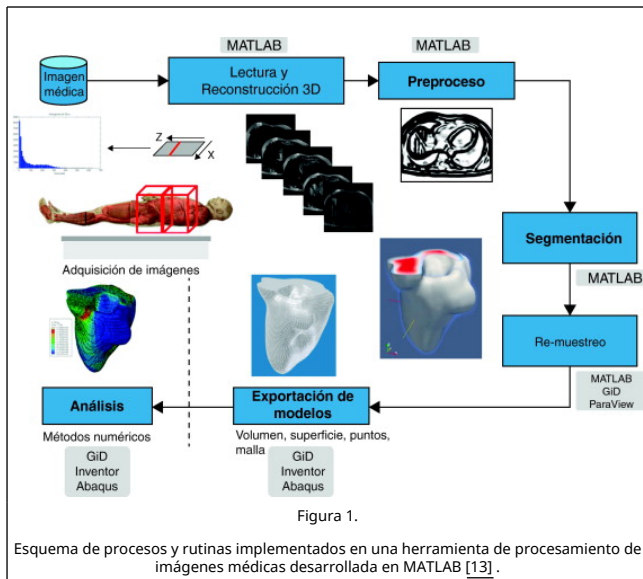 MATLAB
MATLAB
Imagen
médica
Lectura y
Reconstrucción 3D
Preproceso
Z
X
Adquisición de imágenes
Segmentación
MATLAB
Re-muestreo
MATLAB
GiD
ParaView
Análisis
Exportación de
modelos
Métodos numéricos
Volumen, superficie, puntos,
malla
GiD
Inventor
Abaqus
GiD
Inventor
Abaqus
Figura 1.
Esquema de procesos y rutinas implementados en una herramienta de procesamiento de
imágenes médicas desarrollada en MATLAB [13] .